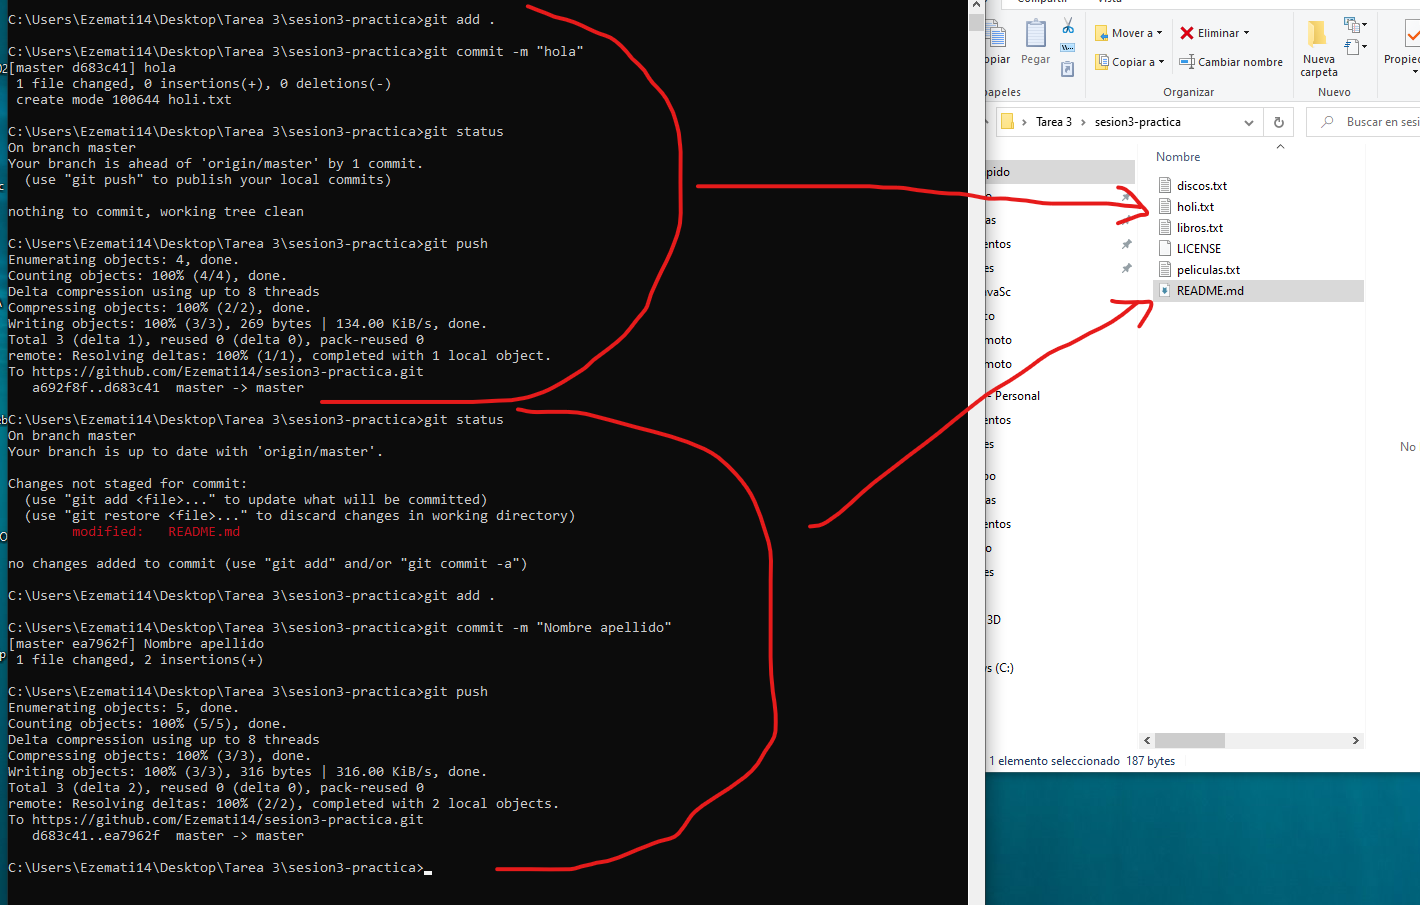 C:\Users\Ezemati14\Desktop\Tarea 3\sesion3-practica>git add .
C:\Users\Ezemati14\Desktop\Tarea 3\sesion3-practica>git commit -m "hola"
[master d683c41] hola
 1 file changed, 0 insertions(+), 0 deletions(-)
 create mode 100644 holi.txt
C:\Users\Ezemati14\Desktop\Tarea 3\sesion3-practica>git status
On branch master
Your branch is ahead of 'origin/master' by 1 commit.
  (use "git push" to publish your local commits)
nothing to commit, working tree clean
C:\Users\Ezemati14\Desktop\Tarea 3\sesion3-practica>git push
Enumerating objects: 4, done.
Counting objects: 100% (4/4), done.
Delta compression using up to 8 threads
Compressing objects: 100% (2/2), done.
Writing objects: 100% (3/3), 269 bytes | 134.00 KiB/s, done.
Total 3 (delta 1), reused 0 (delta 0), pack-reused 0
remote: Resolving deltas: 100% (1/1), completed with 1 local object.
To https://github.com/Ezemati14/sesion3-practica.git
   a692f8f..d683c41  master -> master
C:\Users\Ezemati14\Desktop\Tarea 3\sesion3-practica>git status
On branch master
Your branch is up to date with 'origin/master'.
Changes not staged for commit:
  (use "git add <file>..." to update what will be committed)
  (use "git restore <file>..." to discard changes in working directory)
        modified:   README.md
no changes added to commit (use "git add" and/or "git commit -a")
C:\Users\Ezemati14\Desktop\Tarea 3\sesion3-practica>git add .
C:\Users\Ezemati14\Desktop\Tarea 3\sesion3-practica>git commit -m "Nombre apellido"
[master ea7962f] Nombre apellido
 1 file changed, 2 insertions(+)
C:\Users\Ezemati14\Desktop\Tarea 3\sesion3-practica>git push
Enumerating objects: 5, done.
Counting objects: 100% (5/5), done.
Delta compression using up to 8 threads
Compressing objects: 100% (3/3), done.
Writing objects: 100% (3/3), 316 bytes | 316.00 KiB/s, done.
Total 3 (delta 2), reused 0 (delta 0), pack-reused 0
remote: Resolving deltas: 100% (2/2), completed with 2 local objects.
To https://github.com/Ezemati14/sesion3-practica.git
   d683c41..ea7962f  master -> master
C:\Users\Ezemati14\Desktop\Tarea 3\sesion3-practica>
opiar Pegar
Mover a
Copiar a
Eliminar
Cambiar nombre
Nueva
carpeta
Propied
apeles Organizar Nuevo
Tarea 3 > sesion3-practica
Buscar en sesi
Nombre
discos.txt
holi.txt
libros.txt
LICENSE
peliculas.txt
README.md
pido
as
entos
es
avaSc
co
moto
moto
- Personal
entos
es
po
as
entos
o
es
3D
s (C:)
No
1 elemento seleccionado 187 bytes